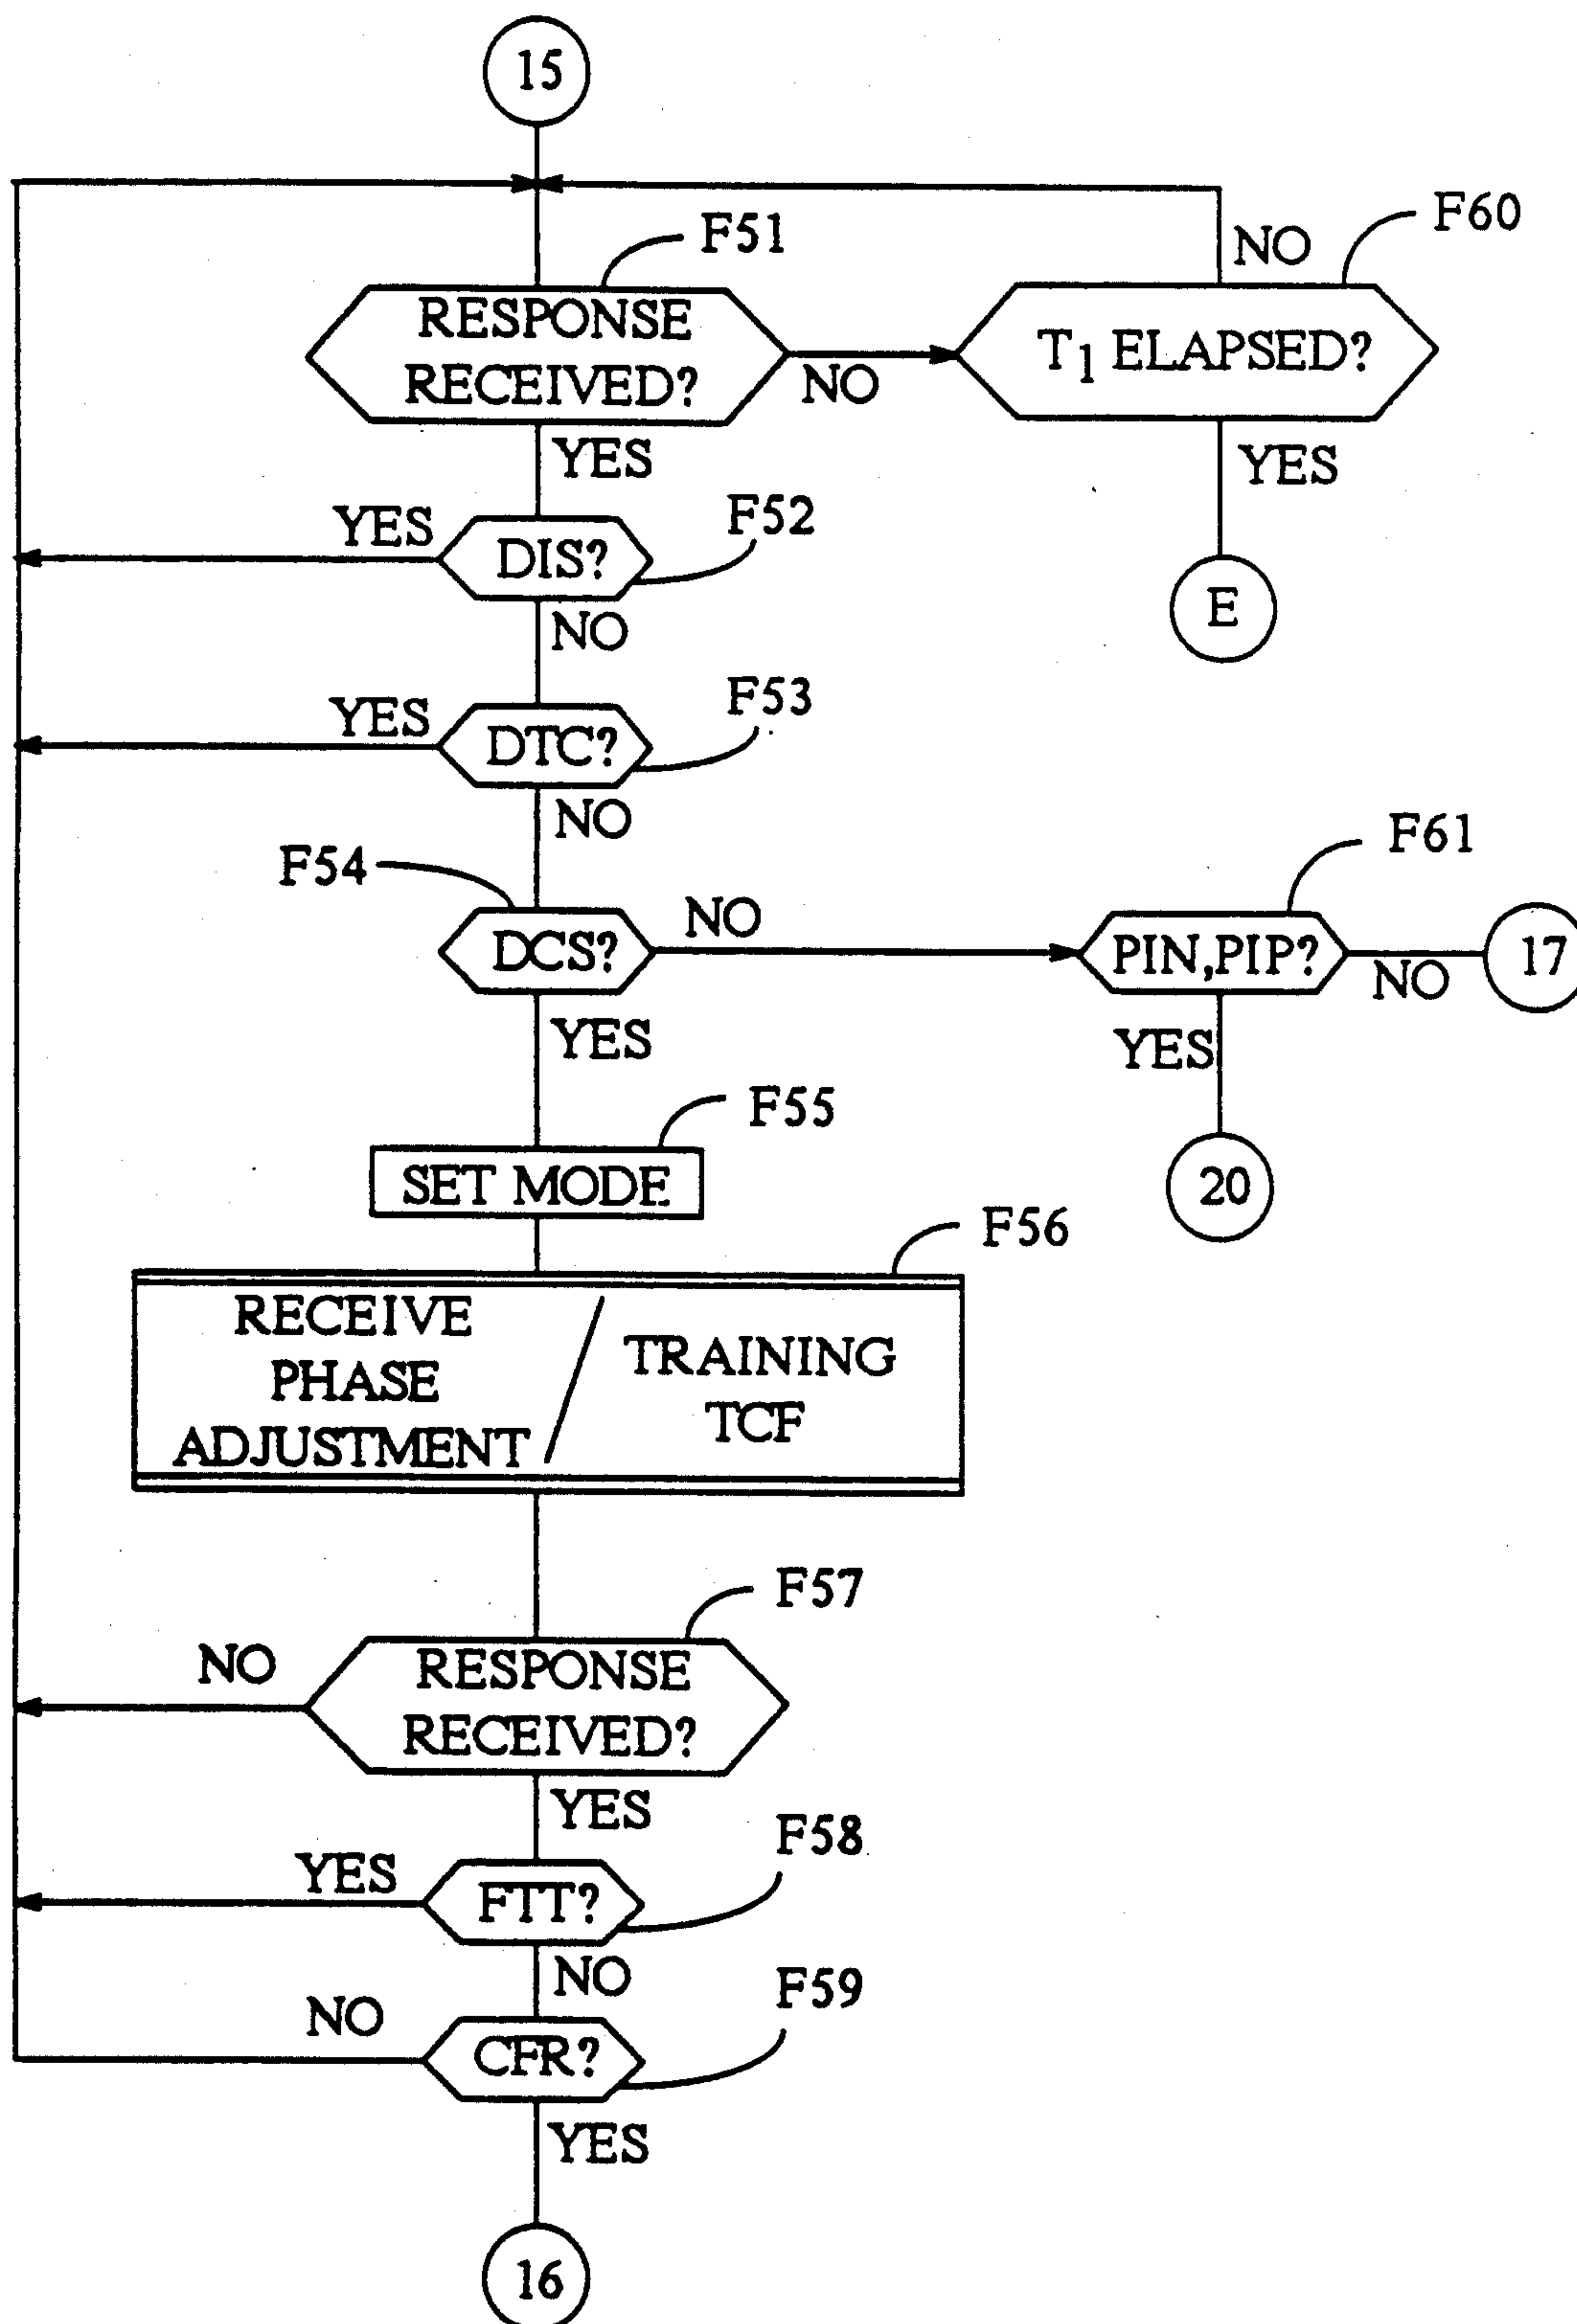 15
F51
F60
NO
RESPONSE
RECEIVED?
NO
T1 ELAPSED?
YES
YES
YES
F52
DIS?
NO
E
YES
F53
DTC?
NO
F54
F61
DCS?
NO
PIN,PIP?
NO
17
YES
YES
F55
SET MODE
20
F56
RECEIVE
PHASE
ADJUSTMENT
/
TRAINING
TCF
F57
NO
RESPONSE
RECEIVED?
YES
F58
YES
FTT?
NO
F59
NO
CFR?
YES
16